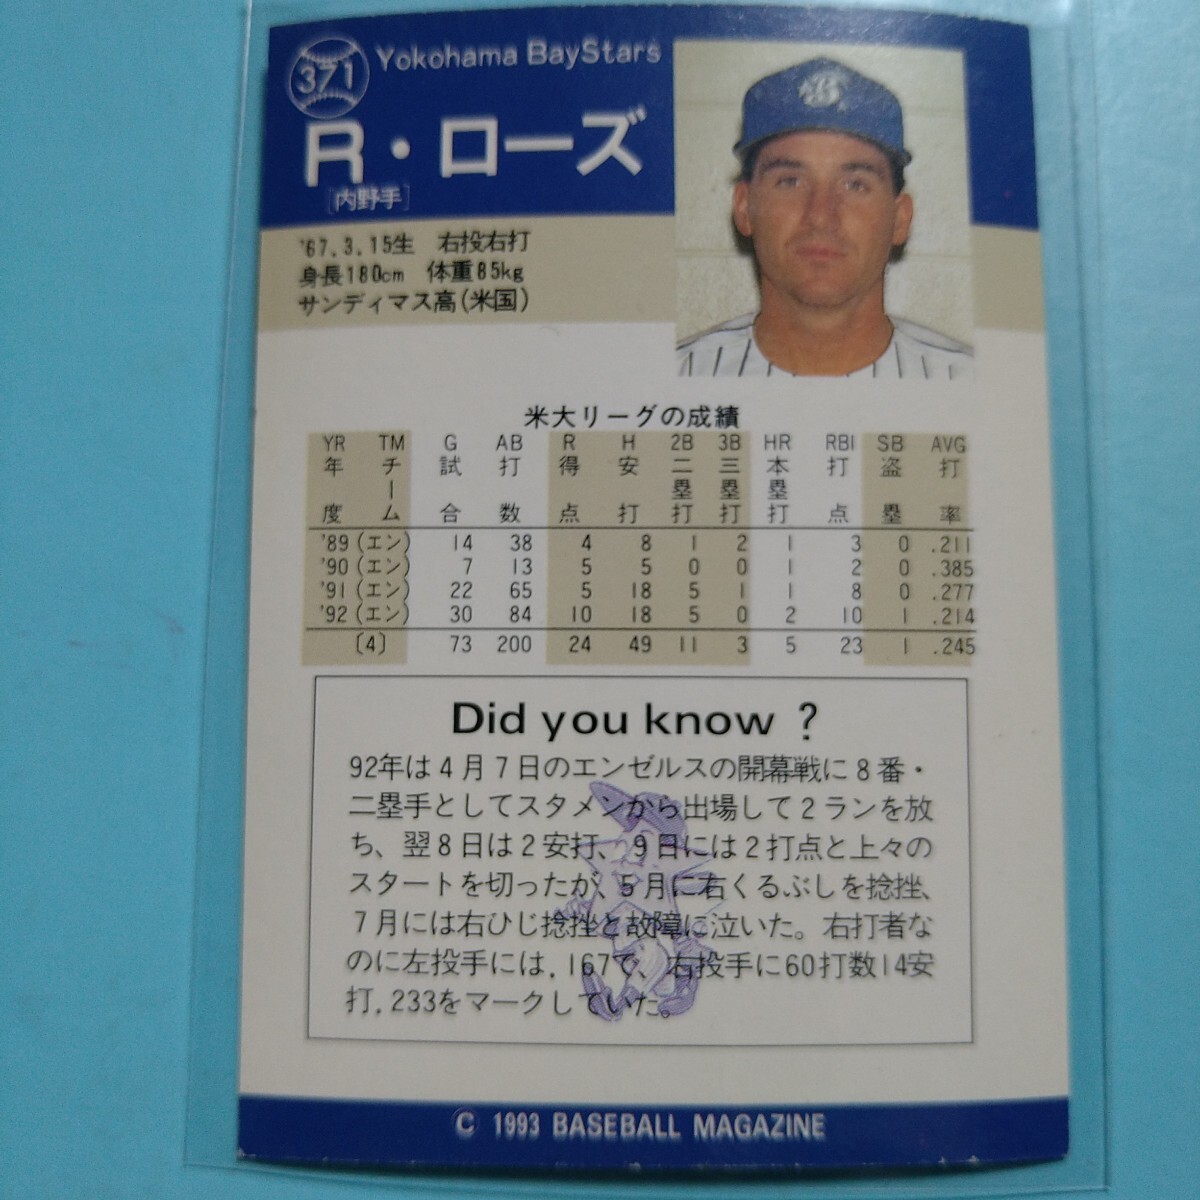 371 Yokohama BayStars
R・ローズ
[内野手]
'67.3.15生 右投右打
身長180cm 体重85kg
サンディマス高(米国)
米大リーグの成績
YR TM G AB R H 2B 3B HR RBI SB AVG
年度 チーム 試合 打数 得点 安打 二塁打 三塁打 本塁打 打点 盗塁 打率
'89(エン) 14 38 4 8 1 2 1 3 0 .211
'90(エン) 7 13 5 5 0 0 1 2 0 .385
'91(エン) 22 65 5 18 5 1 1 8 0 .277
'92(エン) 30 84 10 18 5 0 2 10 1 .214
〔4〕 73 200 24 49 11 3 5 23 1 .245
Did you know ?
92年は4月7日のエンゼルスの開幕戦に8番・
二塁手としてスタメンから出場して2ランを放
ち、翌8日は2安打、9日には2打点と上々の
スタートを切ったが、5月に右くるぶしを捻挫、
7月には右ひじ捻挫と故障に泣いた。右打者な
のに左投手には.167で、右投手に60打数14安
打.233をマークしていた。
© 1993 BASEBALL MAGAZINE